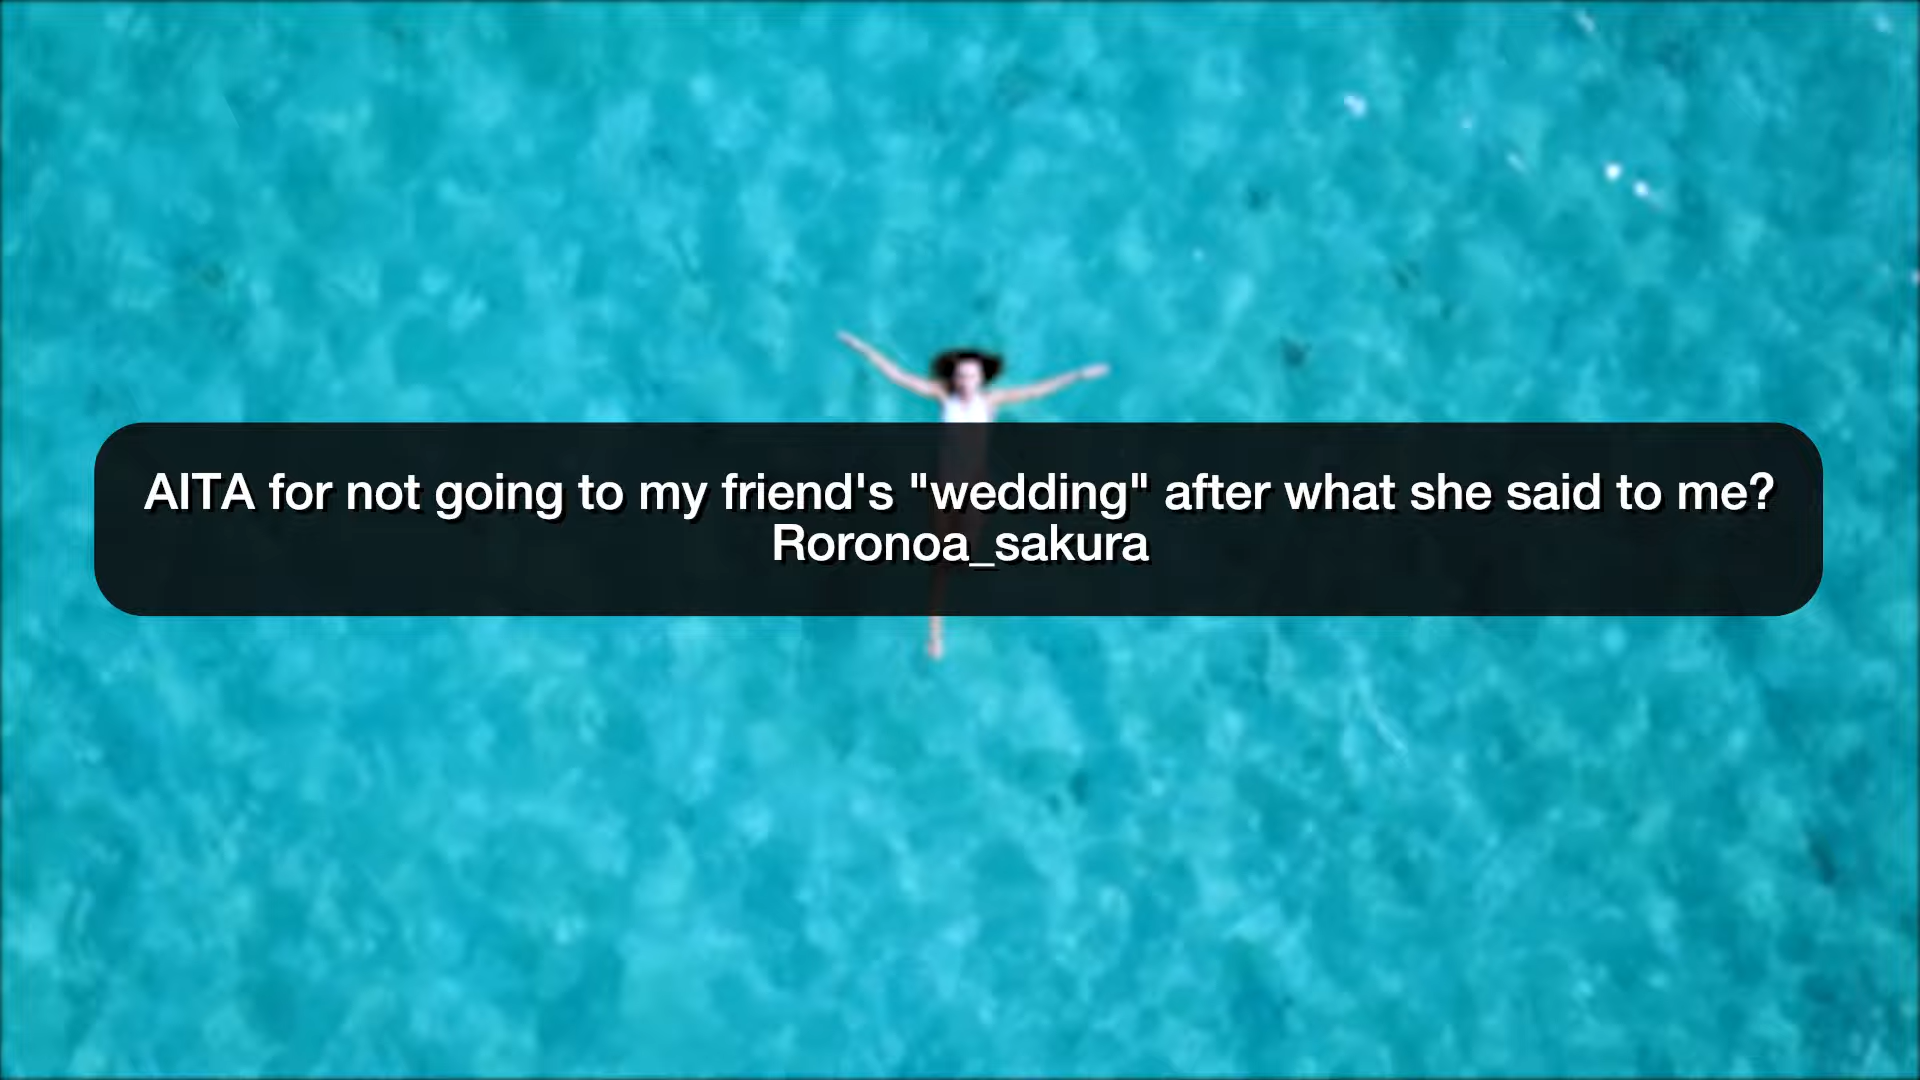 AITA for not going to my friend's "wedding" after what she said to me?
Roronoa_sakura